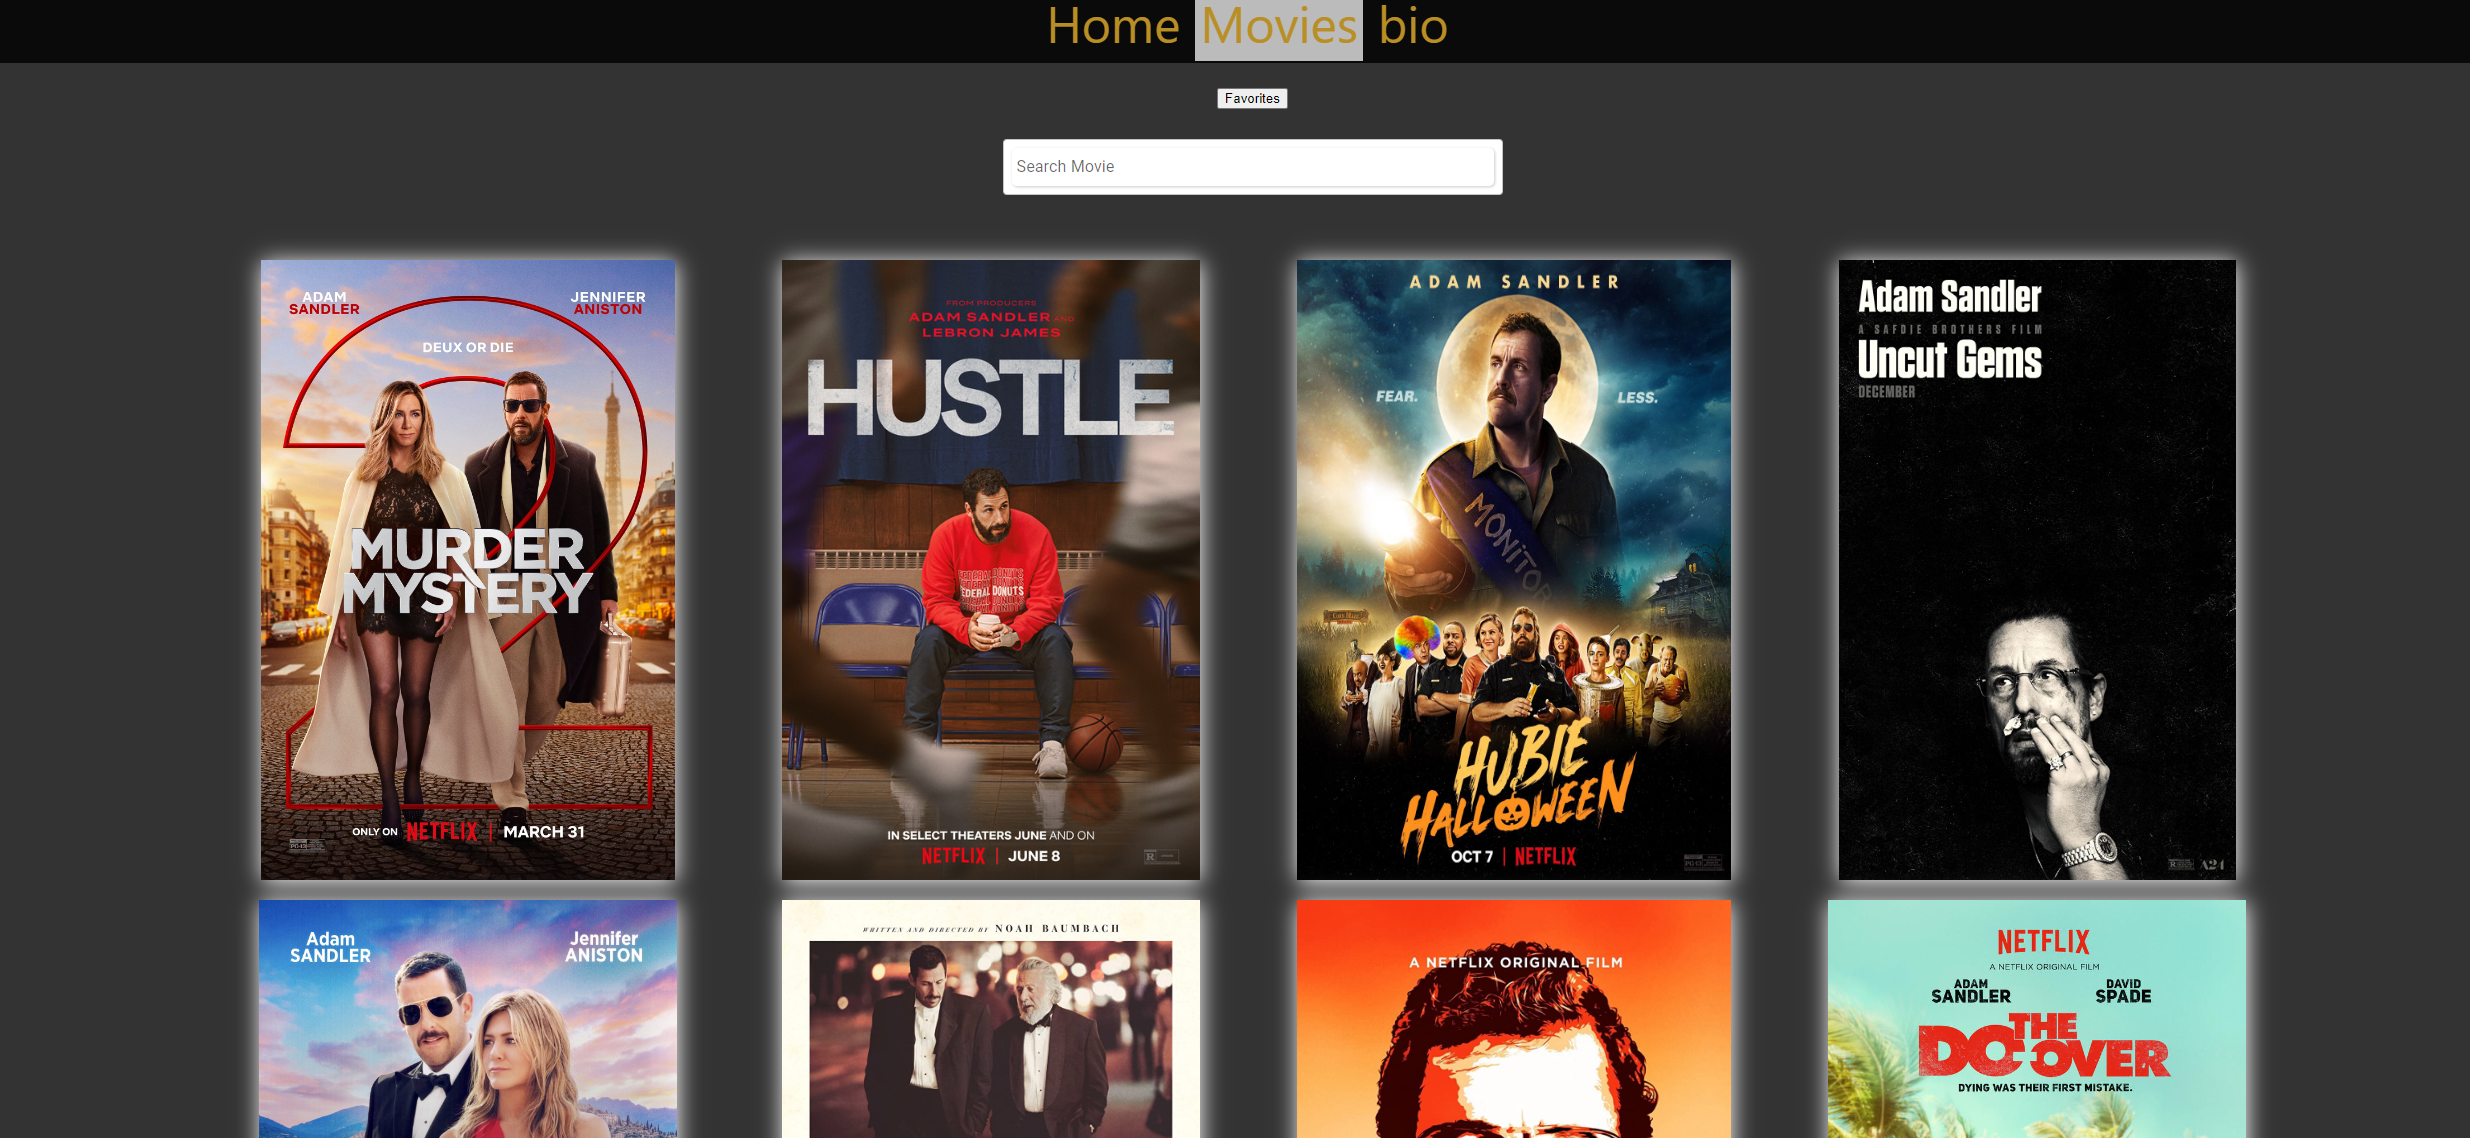 Home Movies bio
Favorites
Search Movie
ADAM
SANDLER
JENNIFER
ANISTON
DEUX OR DIE
MURDER
MYSTERY
ONLY ON NETFLIX | MARCH 31
FROM PRODUCERS
ADAM SANDLER AND
LEBRON JAMES
HUSTLE
FEDERAL DONUTS
IN SELECT THEATERS JUNE AND ON
NETFLIX | JUNE 8
R
ADAM SANDLER
FEAR.
LESS.
MONITOR
HUBIE
HALLOWEEN
OCT 7 | NETFLIX
Adam Sandler
A SAFDIE BROTHERS FILM
Uncut Gems
DECEMBER
R
A24
Adam
SANDLER
Jennifer
ANISTON
WRITTEN AND DIRECTED BY NOAH BAUMBACH
A NETFLIX ORIGINAL FILM
NETFLIX
A NETFLIX ORIGINAL FILM
ADAM
SANDLER
DAVID
SPADE
THE
DO-OVER
DYING WAS THEIR FIRST MISTAKE.